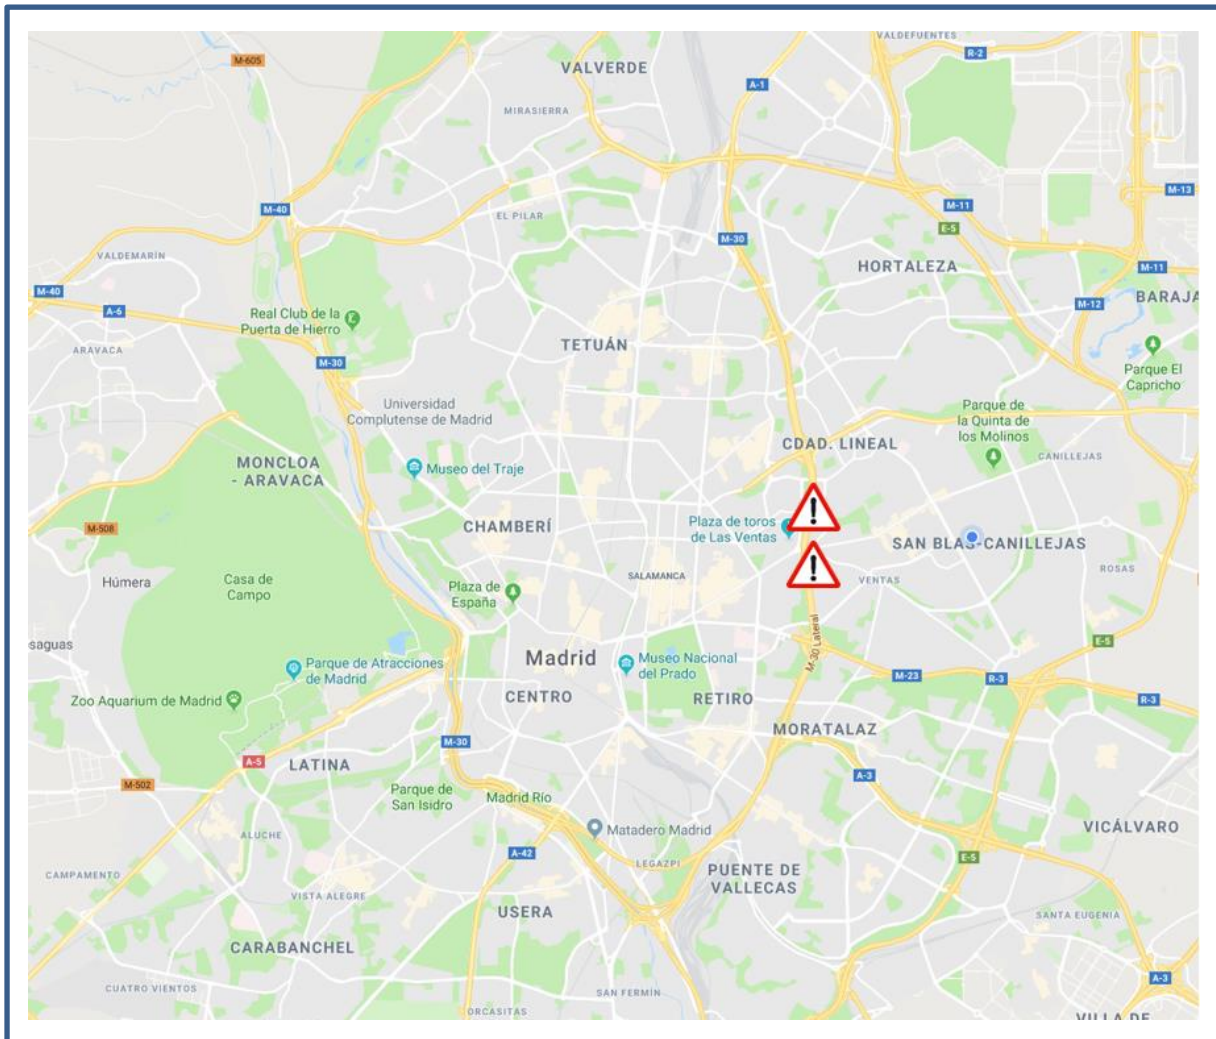 VALDEFUENTES
R-2
M-605
VALVERDE
A-1
MIRASIERRA
M-13
M-40
EL PILAR
M-11
E-5
M-30
VALDEMARÍN
HORTALEZA
M-11
M-40
M-12
BARAJA
A-6
Real Club de la
Puerta de Hierro
ARAVACA
TETUÁN
M-30
Parque El
Capricho
Universidad
Complutense de Madrid
Parque de
la Quinta de
los Molinos
CDAD. LINEAL
CANILLEJAS
MONCLOA
- ARAVACA
Museo del Traje
M-508
CHAMBERÍ
Plaza de toros
de Las Ventas
!
SAN BLAS-CANILLEJAS
!
ROSAS
Húmera
Casa de
Campo
Plaza de
España
SALAMANCA
VENTAS
saguas
M-30 Lateral
E-5
Madrid
Parque de Atracciones
de Madrid
Museo Nacional
del Prado
M-23
R-3
Zoo Aquarium de Madrid
CENTRO
RETIRO
R-3
M-30
MORATALAZ
A-5
LATINA
A-3
M-502
Parque de
San Isidro
Madrid Río
ALUCHE
Matadero Madrid
VICÁLVARO
A-42
LEGAZPI
E-5
CAMPAMENTO
PUENTE DE
VALLECAS
VISTA ALEGRE
USERA
SANTA EUGENIA
CARABANCHEL
A-3
CUATRO VIENTOS
SAN FERMÍN
ORCASITAS
VILLA DE